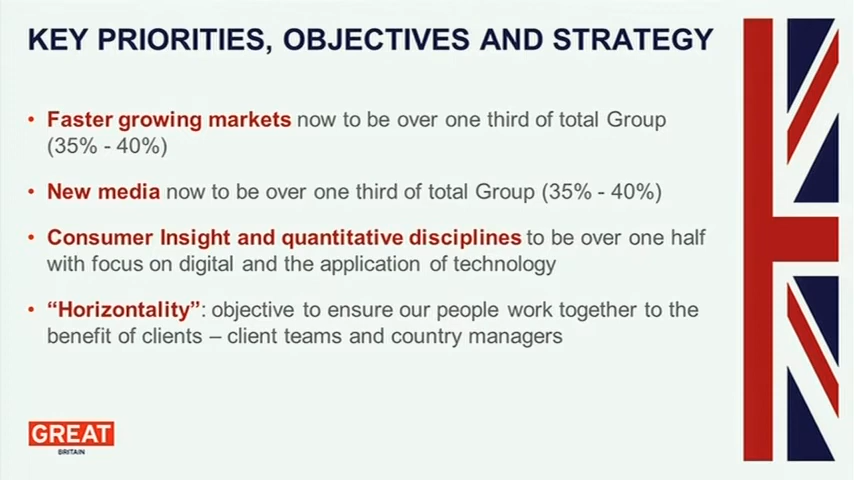 KEY PRIORITIES, OBJECTIVES AND STRATEGY
• Faster growing markets now to be over one third of total Group
(35% - 40%)
• New media now to be over one third of total Group (35% - 40%)
• Consumer Insight and quantitative disciplines to be over one half
with focus on digital and the application of technology
• “Horizontality”: objective to ensure our people work together to the
benefit of clients – client teams and country managers
GREAT
BRITAIN